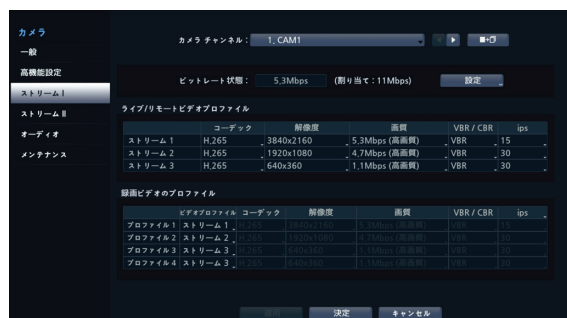 カメラ
カメラ チャンネル： 1. CAM1
一般
高機能設定
ビットレート状態： 5,3Mbps (割り当て：11Mbps) 設定
ストリーム I
ストリーム II
ライブ/リモートビデオプロファイル
オーディオ
コーデック 解像度 画質 VBR / CBR ips
メンテナンス
ストリーム 1 H,265 3840x2160 5,3Mbps (高画質) VBR 15
ストリーム 2 H,265 1920x1080 4,7Mbps (高画質) VBR 30
ストリーム 3 H,265 640x360 1,1Mbps (高画質) VBR 30
録画ビデオのプロファイル
ビデオプロファイル コーデック 解像度 画質 VBR / CBR ips
プロファイル 1 ストリーム 1 H,265 3840x2160 5,3Mbps (高画質) VBR 15
プロファイル 2 ストリーム 2 H,265 1920x1080 4,7Mbps (高画質) VBR 30
プロファイル 3 ストリーム 3 H,265 640x360 1,1Mbps (高画質) VBR 30
プロファイル 4 ストリーム 3 H,265 640x360 1,1Mbps (高画質) VBR 30
決定 キャンセル